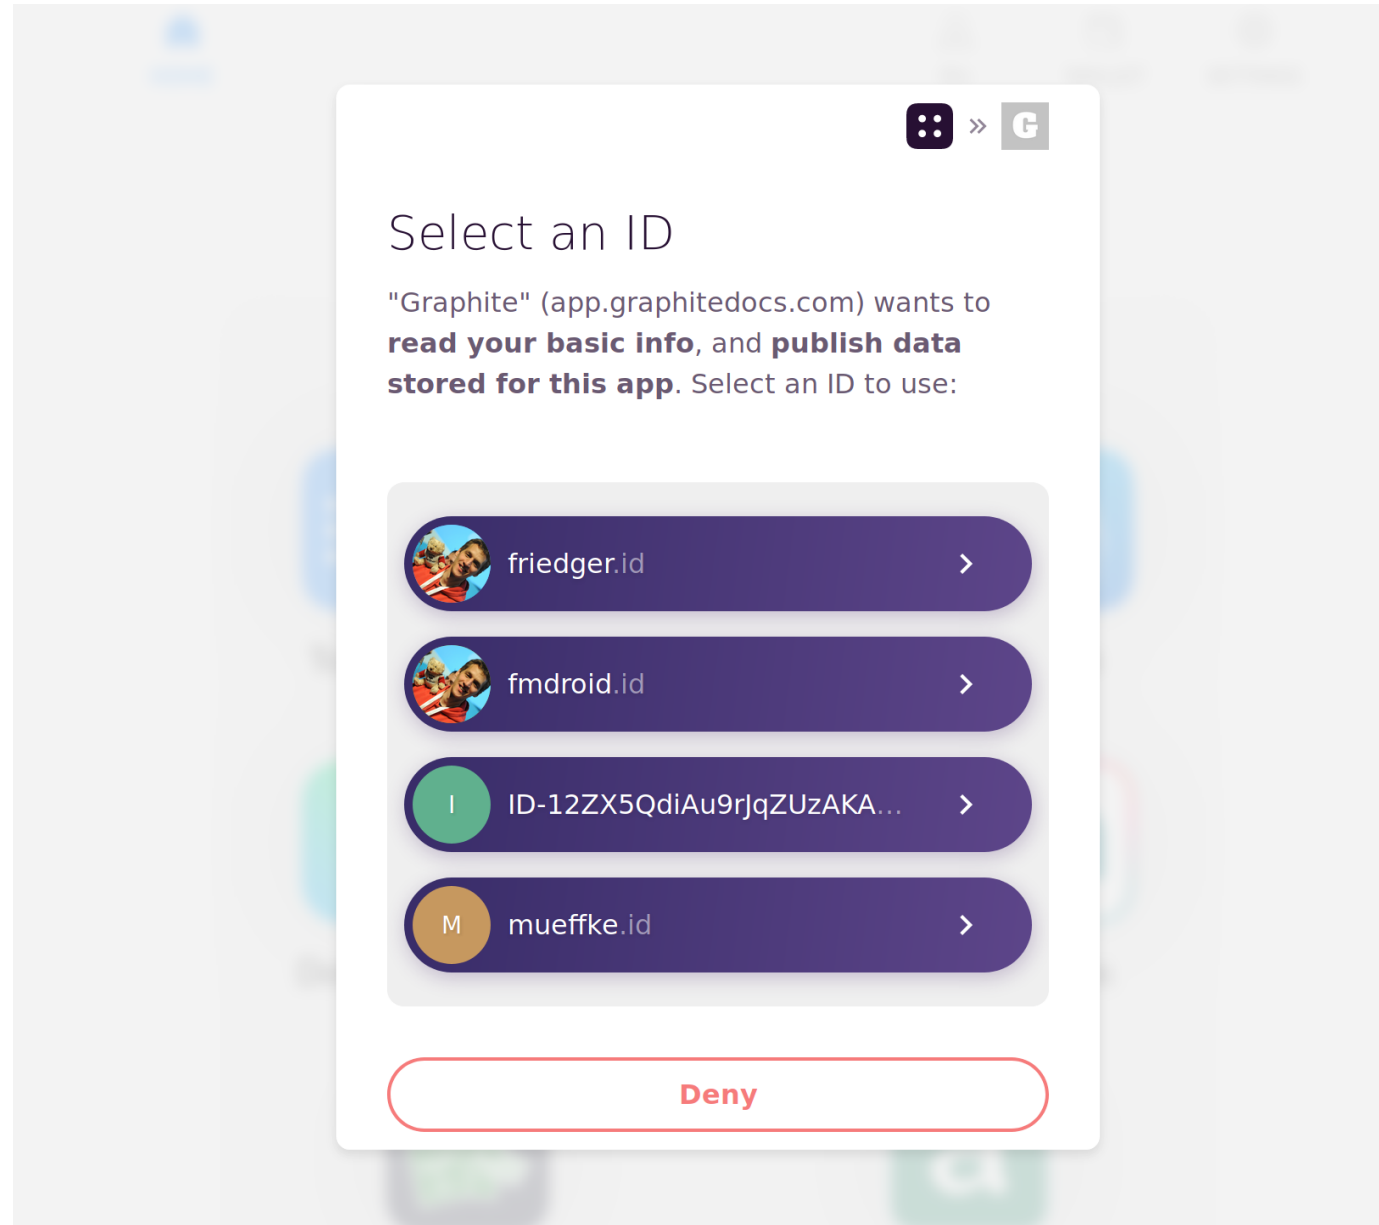 G
Select an ID
"Graphite" (app.graphitedocs.com) wants to
read your basic info, and publish data
stored for this app. Select an ID to use:
friedger.id
fmdroid.id
I ID-12ZX5QdiAu9rJqZUzAKA...
M mueffke.id
Deny